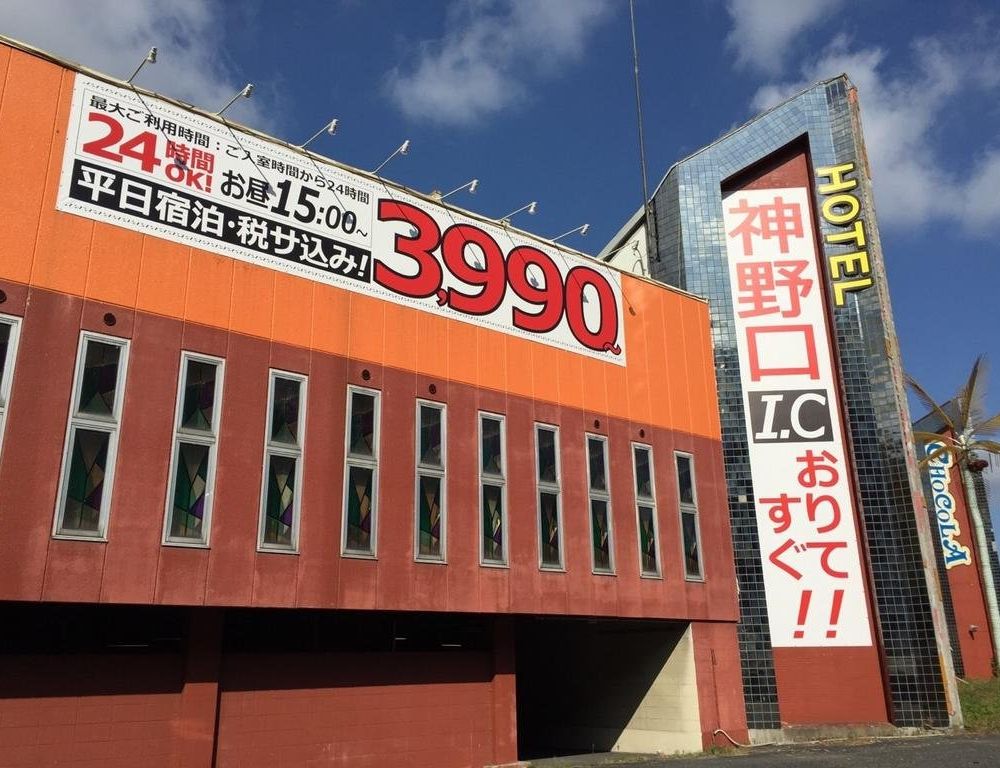 最大ご利用時間：ご入室時間から24時間
24時間OK!
お昼15:00~
平日宿泊・税サ込み!
3,990~
HOTEL
神野口
I.C
おりて
すぐ!!
CHOCOLA